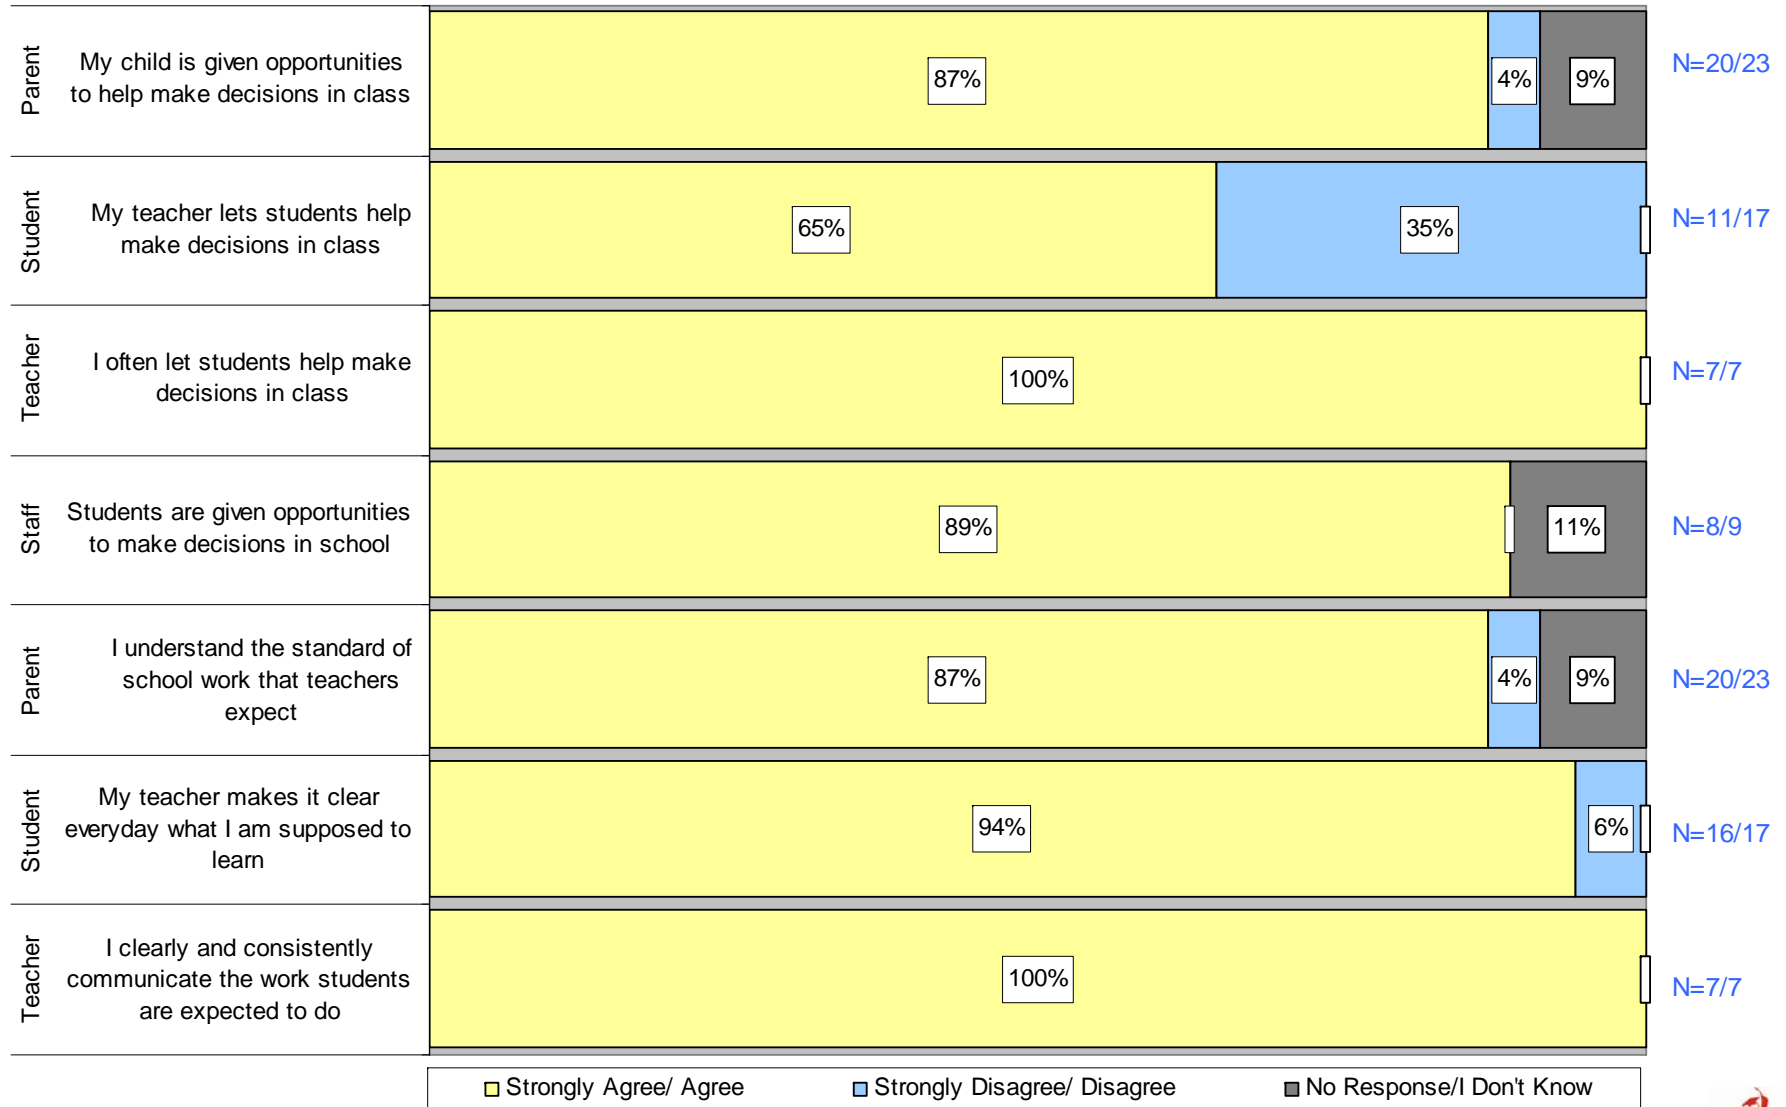 Parent
My child is given opportunities
to help make decisions in class
87%
4%
9%
N=20/23
Student
My teacher lets students help
make decisions in class
65%
35%
N=11/17
Teacher
I often let students help make
decisions in class
100%
N=7/7
Staff
Students are given opportunities
to make decisions in school
89%
11%
N=8/9
Parent
I understand the standard of
school work that teachers
expect
87%
4%
9%
N=20/23
Student
My teacher makes it clear
everyday what I am supposed to
learn
94%
6%
N=16/17
Teacher
I clearly and consistently
communicate the work students
are expected to do
100%
N=7/7
Strongly Agree/ Agree
Strongly Disagree/ Disagree
No Response/I Don't Know